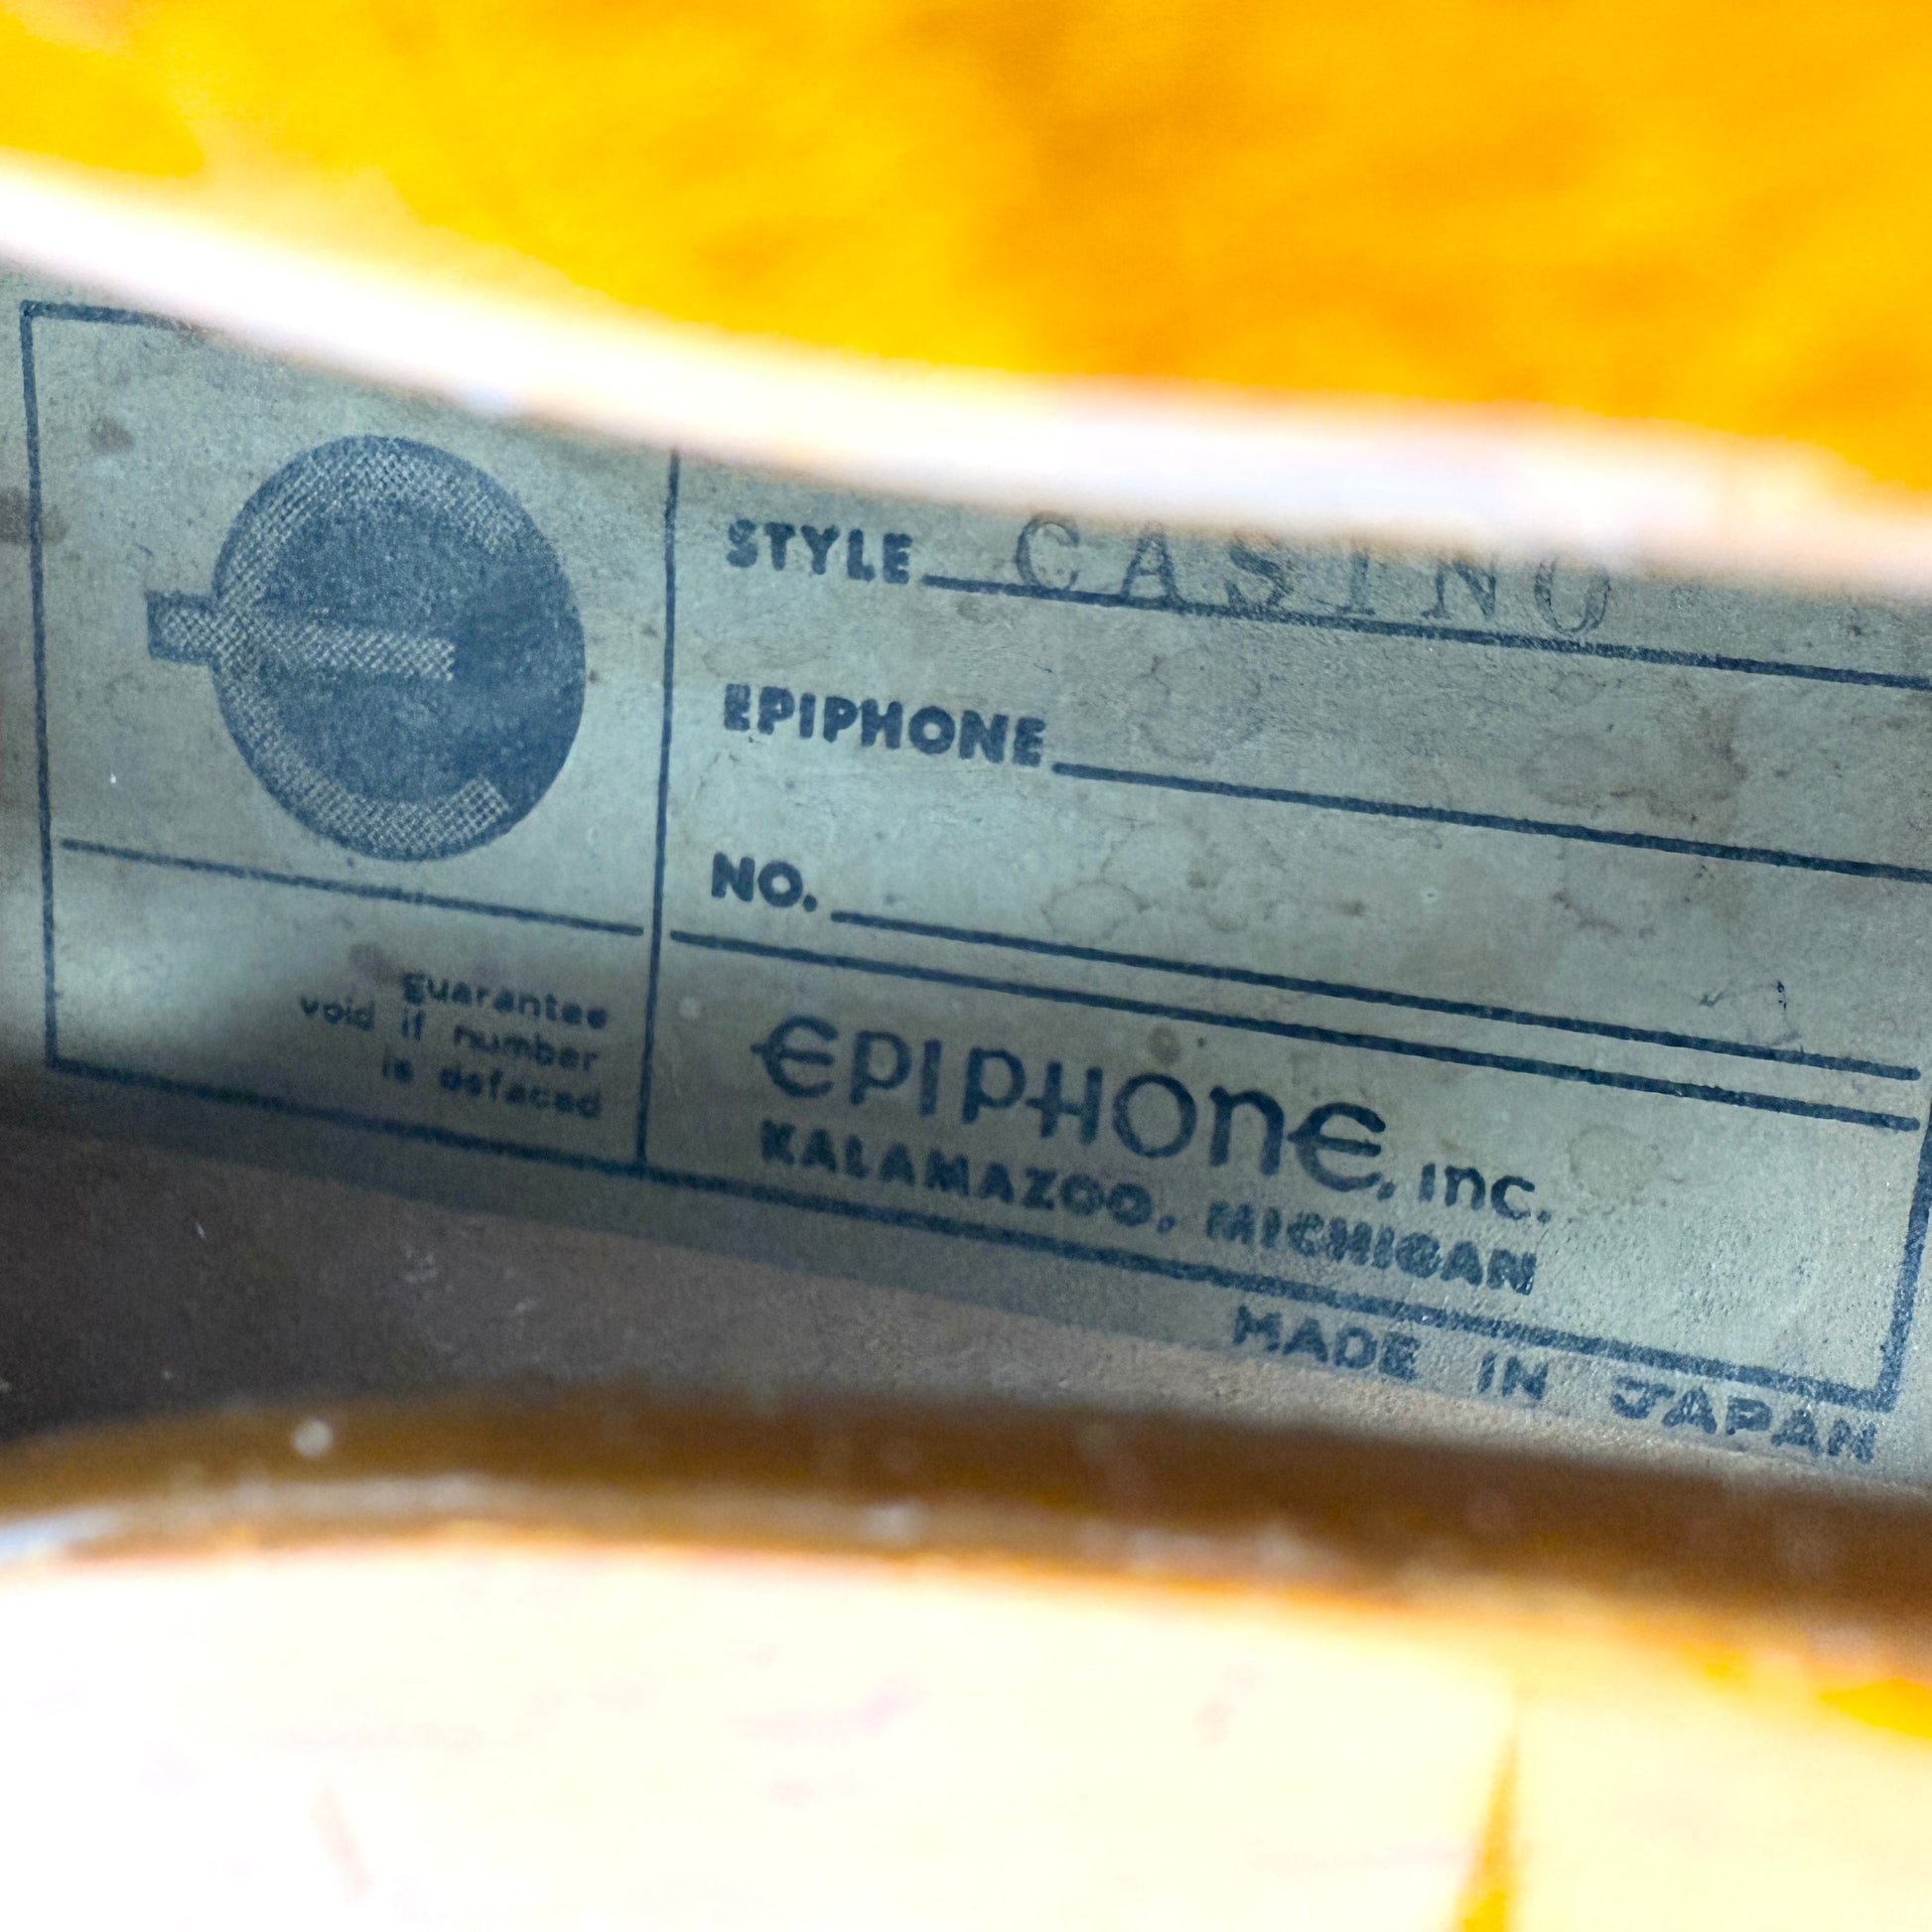 STYLE CASINO
EPIPHONE
NO.
guarantee
void if number
is defaced
EPIPHONE, INC.
KALAMAZOO, MICHIGAN
MADE IN JAPAN